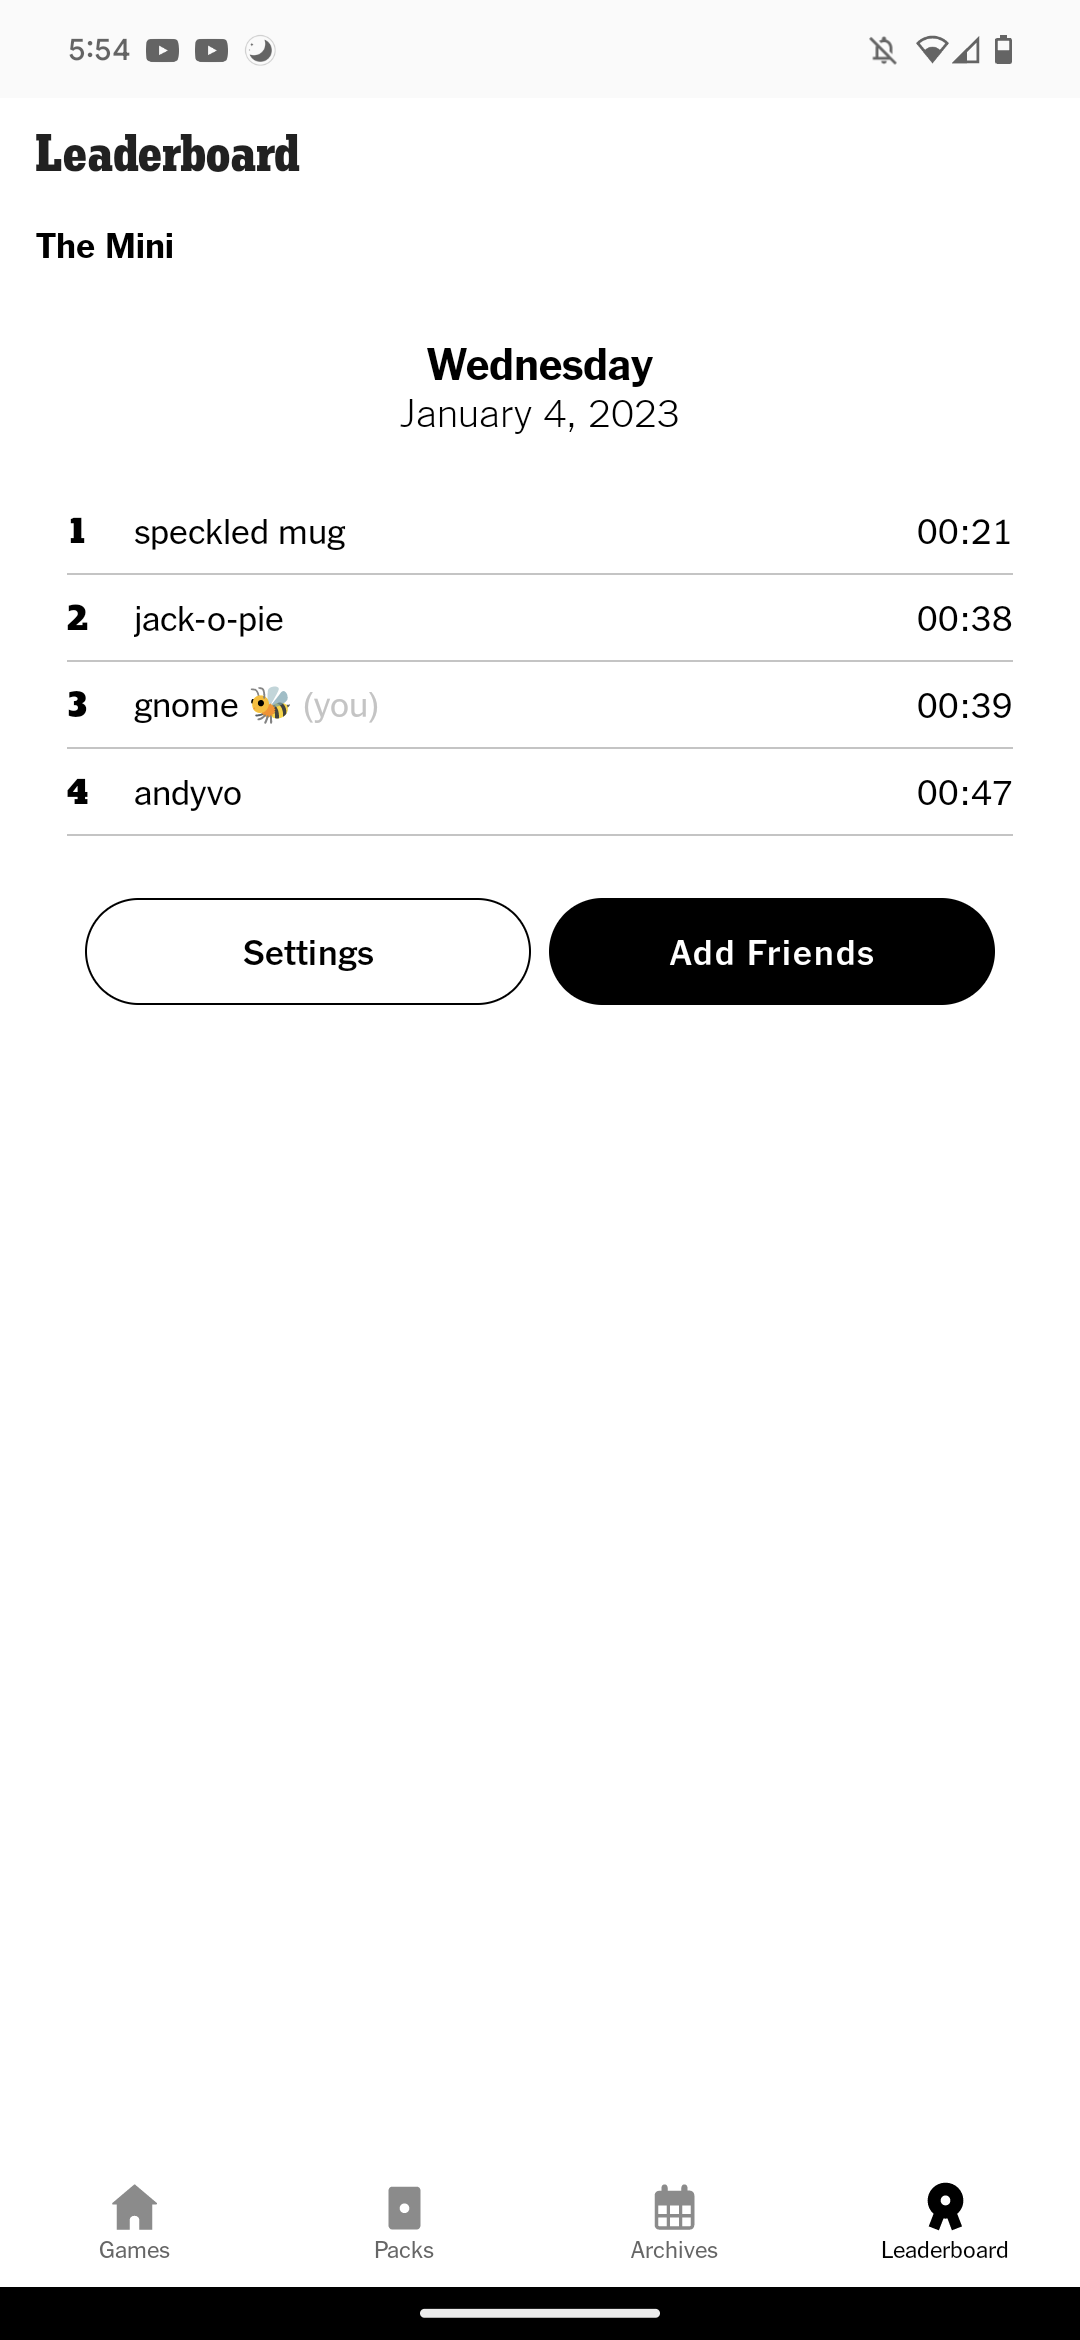 5:54
Leaderboard
The Mini
Wednesday
January 4, 2023
1 speckled mug 00:21
2 jack-o-pie 00:38
3 gnome 🐝 (you) 00:39
4 andyvo 00:47
Settings Add Friends
Games Packs Archives Leaderboard